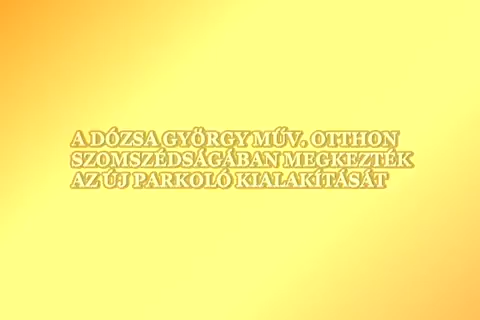 A DÓZSA GYÖRGY MŰV. OTTHON
SZOMSZÉDSÁGÁBAN MEGKEZTÉK
AZ ÚJ PARKOLÓ KIALAKÍTÁSÁT